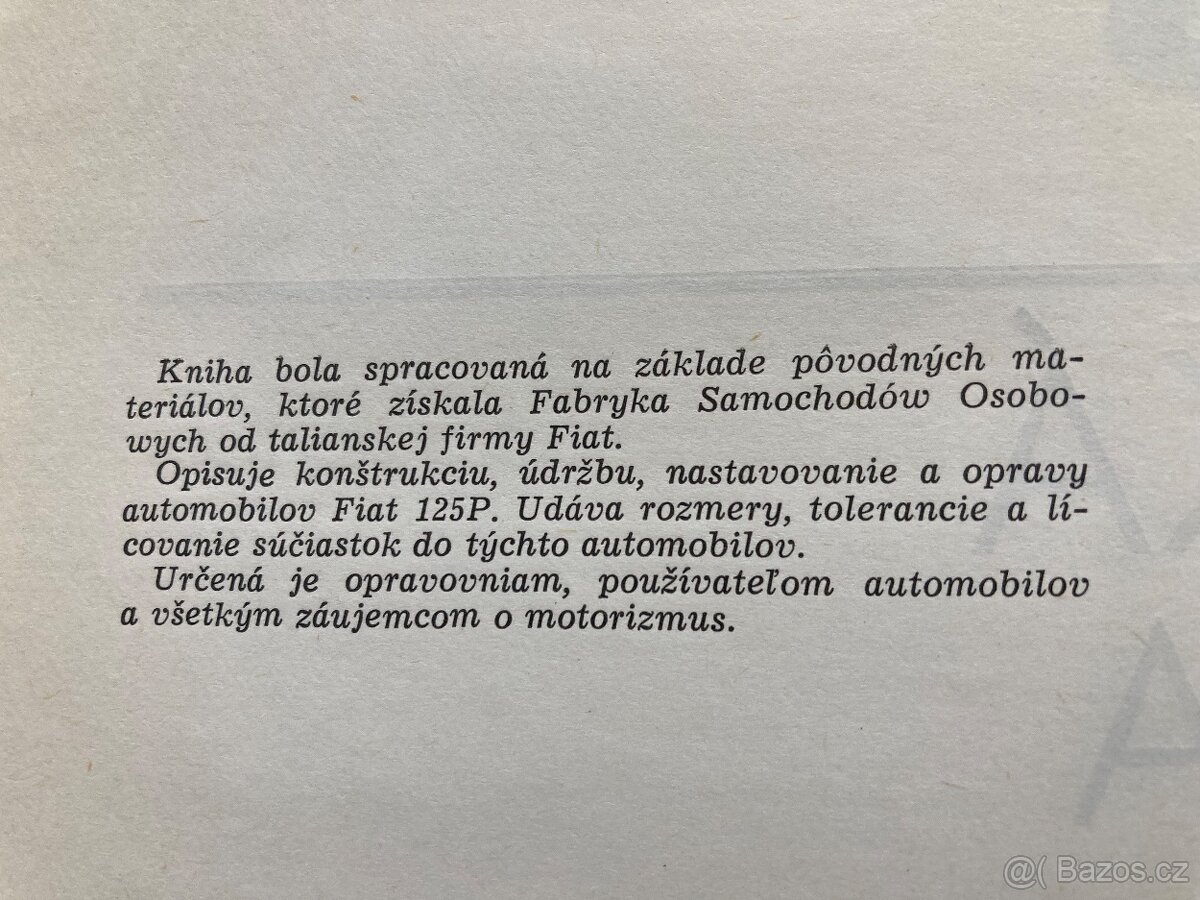 Kniha bola spracovaná na základe pôvodných ma-
teriálov, ktoré získala Fabryka Samochodów Osobo-
wych od talianskej firmy Fiat.
Opisuje konštrukciu, údržbu, nastavovanie a opravy
automobilov Fiat 125P. Udáva rozmery, tolerancie a lí-
covanie súčiastok do týchto automobilov.
Určená je opravovniam, používateľom automobilov
a všetkým záujemcom o motorizmus.
@( Bazos.cz